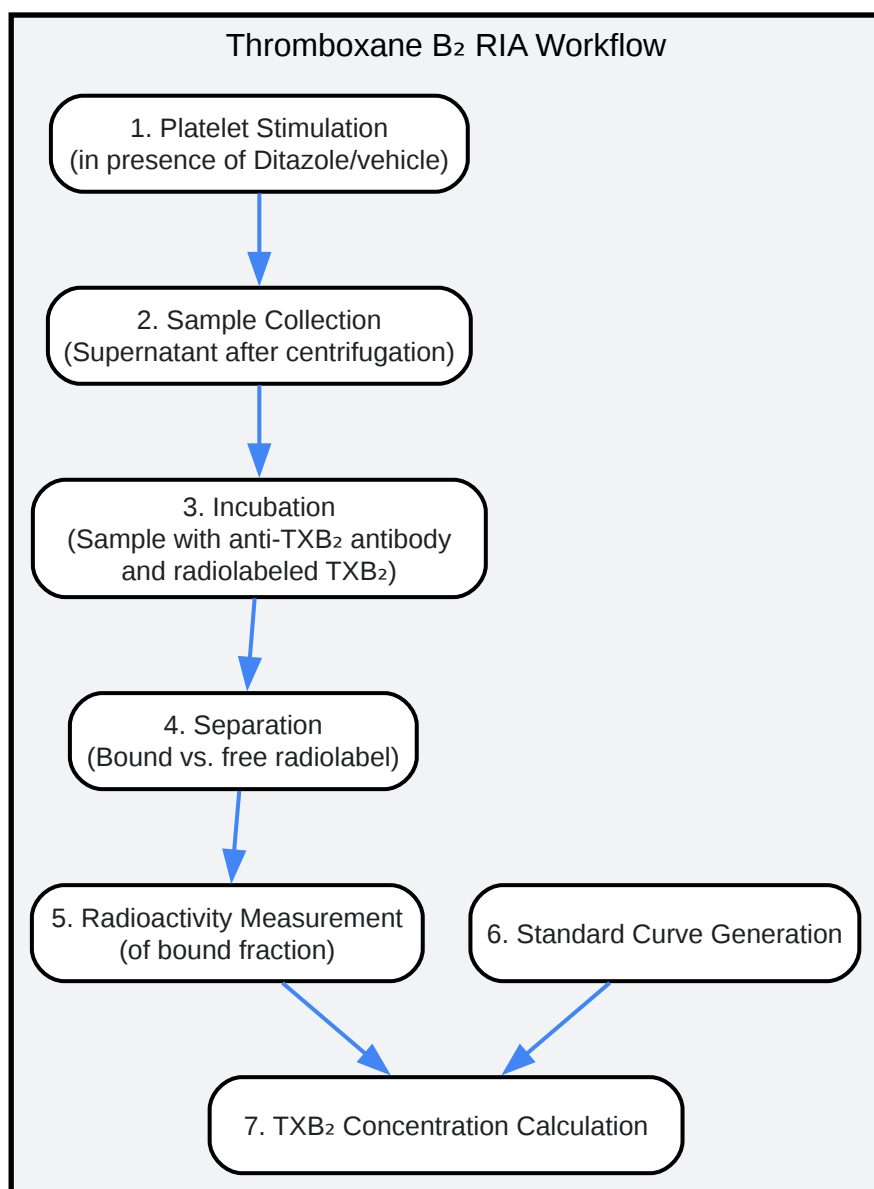 Thromboxane B₂ RIA Workflow
1. Platelet Stimulation
(in presence of Ditazole/vehicle)
2. Sample Collection
(Supernatant after centrifugation)
3. Incubation
(Sample with anti-TXB₂ antibody
and radiolabeled TXB₂)
4. Separation
(Bound vs. free radiolabel)
5. Radioactivity Measurement
(of bound fraction)
6. Standard Curve Generation
7. TXB₂ Concentration Calculation